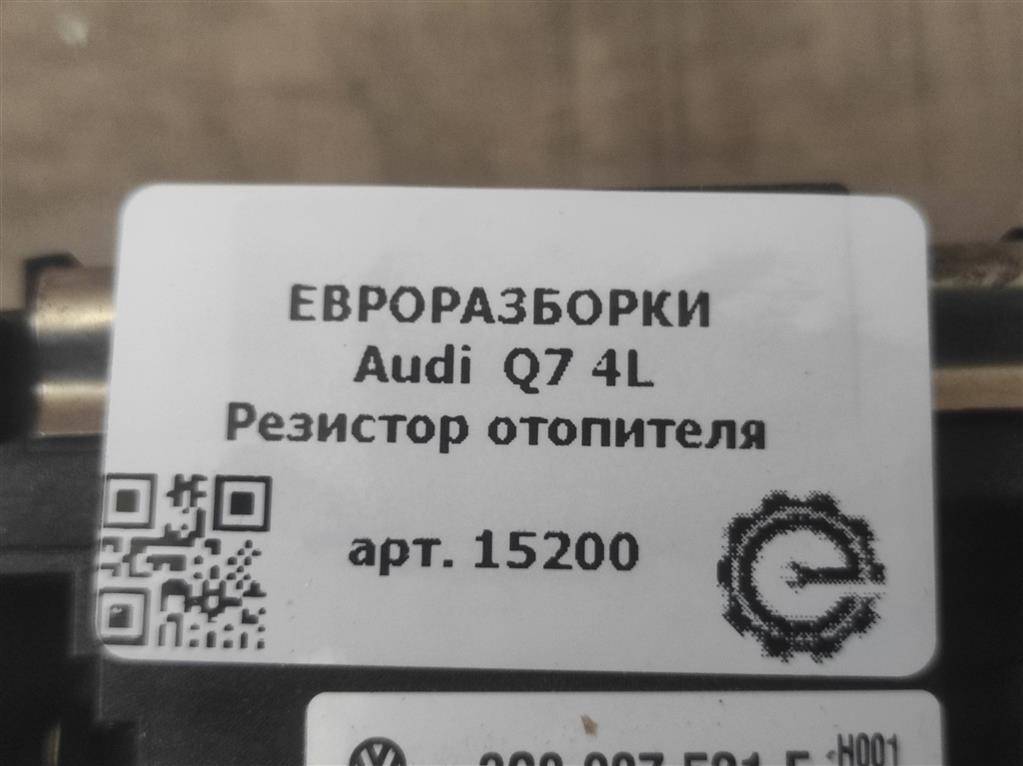 ЕВРОРАЗБОРКИ
Audi Q7 4L
Резистор отопителя
арт. 15200
H001